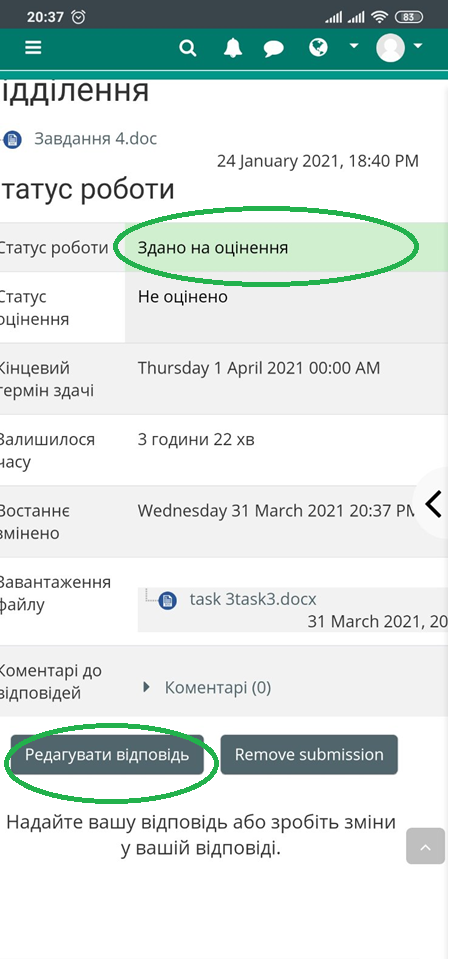 20:37
83
ідділення
Завдання 4.doc
24 January 2021, 18:40 PM
татус роботи
Статус роботи
Здано на оцінення
Статус
оцінення
Не оцінено
Кінцевий
термін здачі
Thursday 1 April 2021 00:00 AM
Залишилося
часу
3 години 22 хв
Востаннє
змінено
Wednesday 31 March 2021 20:37 PM
Завантаження
файлу
task 3task3.docx
31 March 2021, 20
Коментарі до
відповідей
Коментарі (0)
Редагувати відповідь
Remove submission
Надайте вашу відповідь або зробіть зміни
у вашій відповіді.